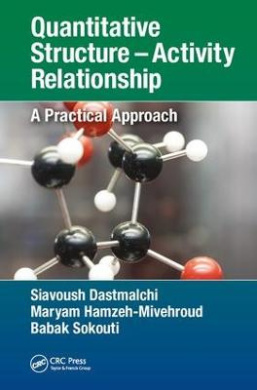 Quantitative
Structure – Activity
Relationship
A Practical Approach
Siavoush Dastmalchi
Maryam Hamzeh-Mivehroud
Babak Sokouti
CRC Press
Taylor & Francis Group